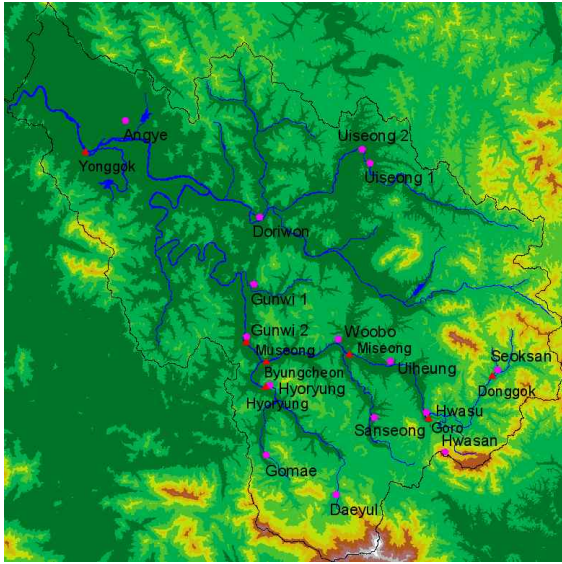 Angye
Yonggok
Uiseong 2
Uiseong 1
Doriwon
Gunwi 1
Gunwi 2
Woobo
Museong
Miseong
Byungcheon
Uiheung
Seoksan
Hyoryung
Donggok
Hyoryung
Hwasu
Sanseong
Goro
Hwasan
Gomae
Daeyul